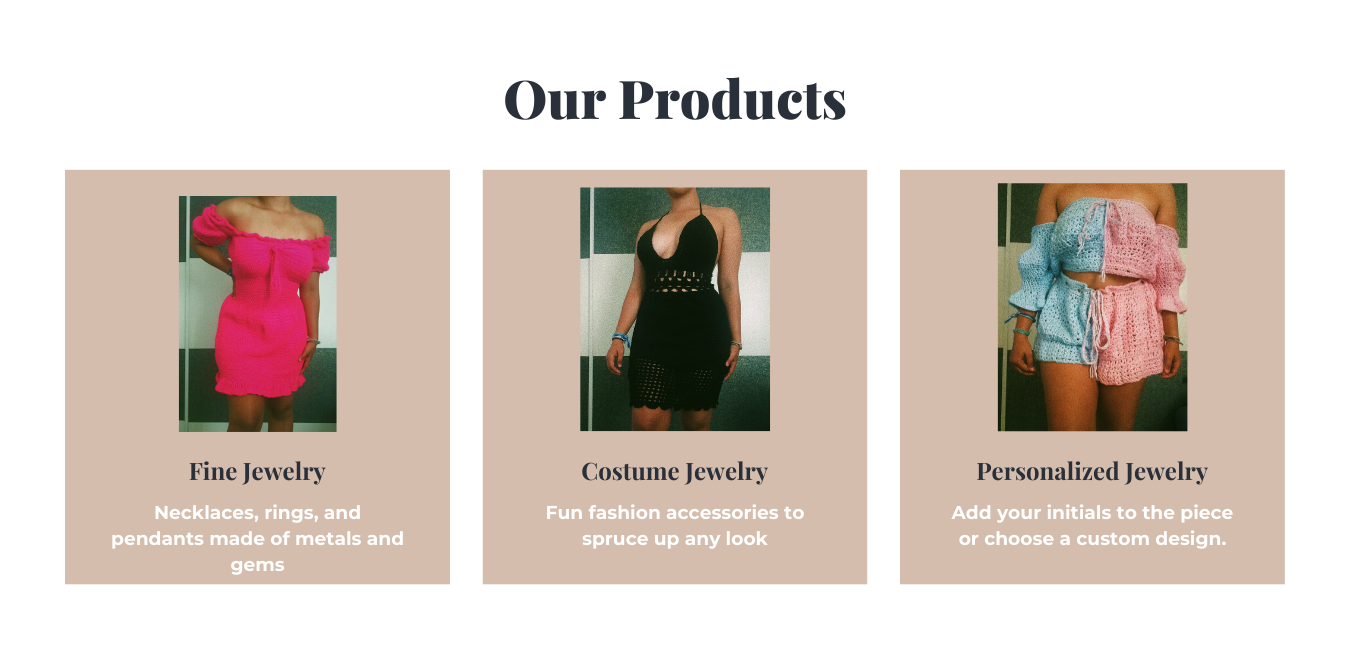 Our Products
Fine Jewelry
Necklaces, rings, and
pendants made of metals and
gems
Costume Jewelry
Fun fashion accessories to
spruce up any look
Personalized Jewelry
Add your initials to the piece
or choose a custom design.